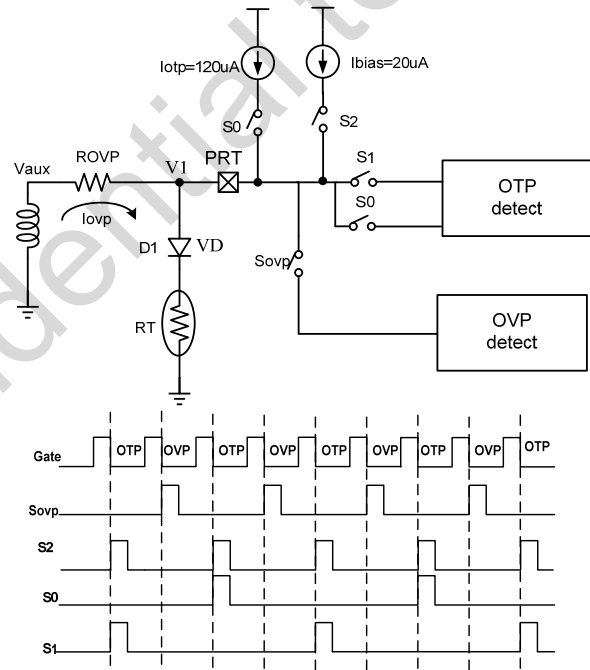 Iotp=120uA
Ibias=20uA
S0
S2
Vaux
ROVP
V1
PRT
S1
S0
OTP
detect
Iovp
D1
VD
Sovp
RT
OVP
detect
Gate
OTP OVP OTP OVP OTP OVP OTP OVP OTP
Sovp
S2
S0
S1